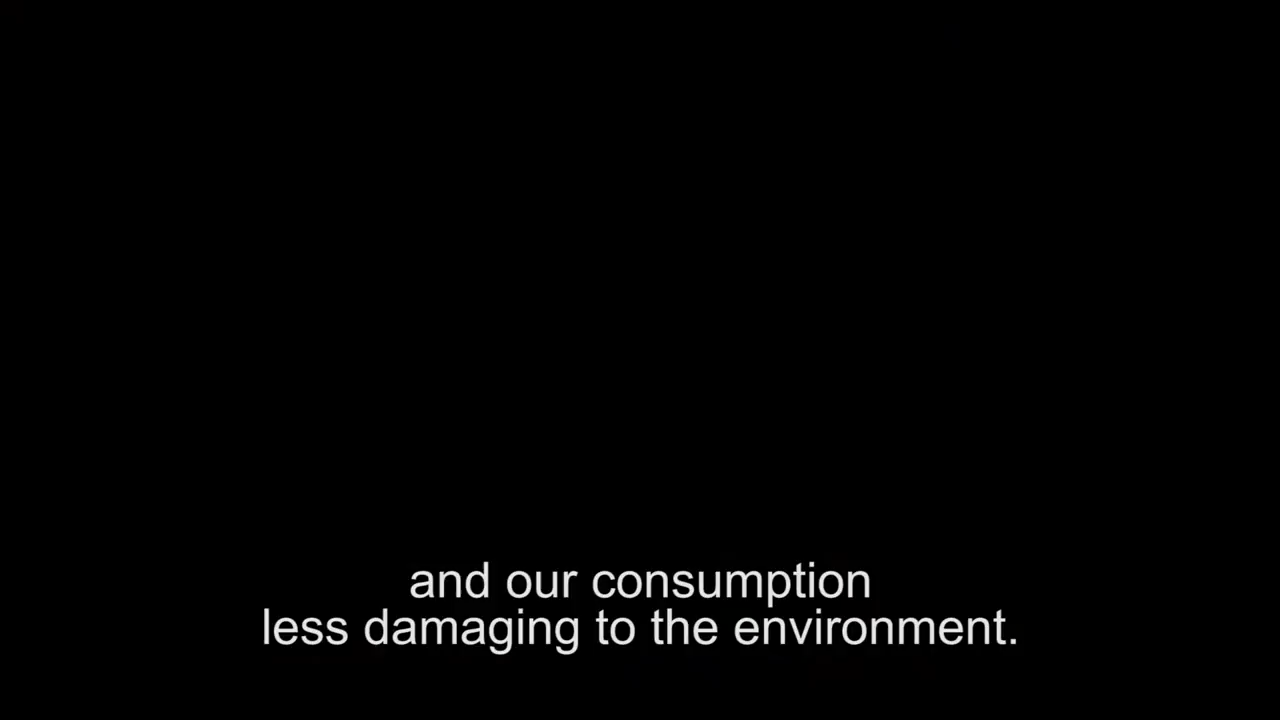 and our consumption
less damaging to the environment.